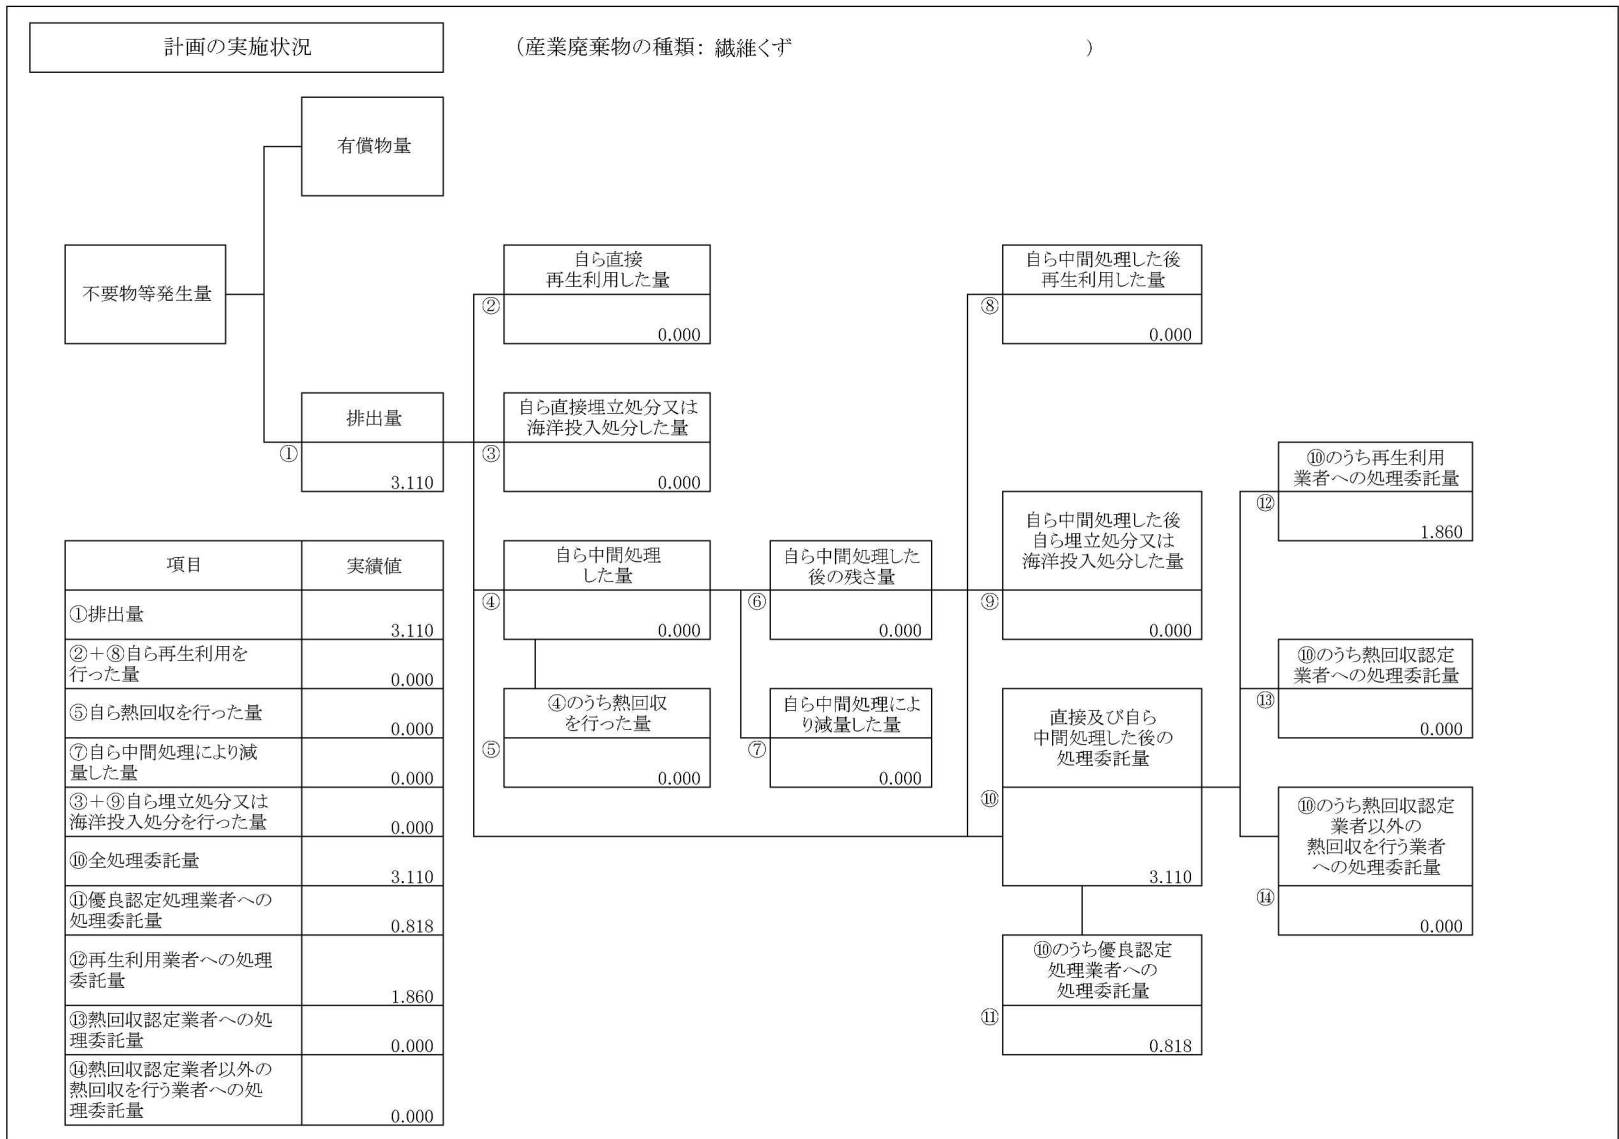 計画の実施状況
(産業廃棄物の種類: 繊維くず )
有償物量
不要物等発生量
自ら直接
再生利用した量
②
0.000
自ら中間処理した後
再生利用した量
⑧
0.000
排出量
①
3.110
自ら直接埋立処分又は
海洋投入処分した量
③
0.000
⑩のうち再生利用
業者への処理委託量
⑫
1.860
自ら中間処理した後
自ら埋立処分又は
海洋投入処分した量
⑨
0.000
自ら中間処理
した量
④
0.000
自ら中間処理した
後の残さ量
⑥
0.000
⑩のうち熱回収認定
業者への処理委託量
⑬
0.000
④のうち熱回収
を行った量
⑤
0.000
自ら中間処理によ
り減量した量
⑦
0.000
直接及び自ら
中間処理した後の
処理委託量
⑩
3.110
⑩のうち熱回収認定
業者以外の
熱回収を行う業者
への処理委託量
⑭
0.000
⑩のうち優良認定
処理業者への
処理委託量
⑪
0.818
項目 実績値
①排出量
3.110
②+⑧自ら再生利用を
行った量
0.000
⑤自ら熱回収を行った量
0.000
⑦自ら中間処理により減
量した量
0.000
③+⑨自ら埋立処分又は
海洋投入処分を行った量
0.000
⑩全処理委託量
3.110
⑪優良認定処理業者への
処理委託量
0.818
⑫再生利用業者への処理
委託量
1.860
⑬熱回収認定業者への処
理委託量
0.000
⑭熱回収認定業者以外の
熱回収を行う業者への処
理委託量
0.000